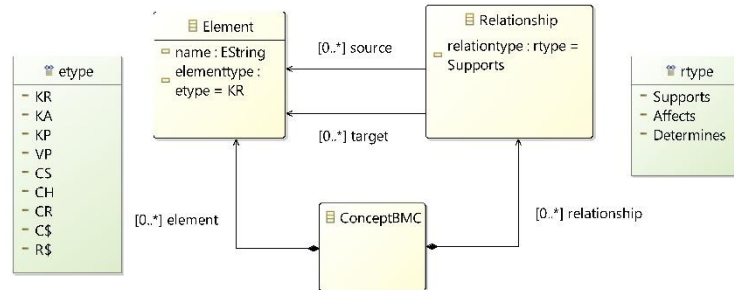 etype
KR
KA
KP
VP
CS
CH
CR
C$
R$
Element
name : EString
elementtype :
etype = KR
[0..*] source
[0..*] target
Relationship
relationtype : rtype =
Supports
rtype
Supports
Affects
Determines
[0..*] element
ConceptBMC
[0..*] relationship